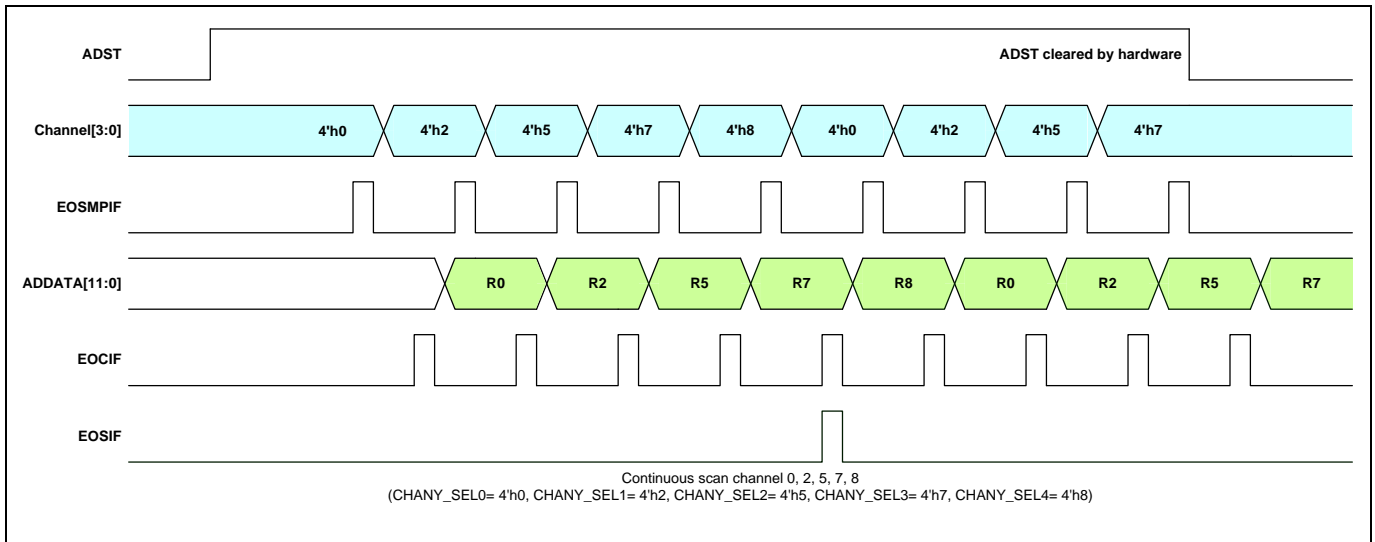 ADST
ADST cleared by hardware
Channel[3:0]
4'h0 4'h2 4'h5 4'h7 4'h8 4'h0 4'h2 4'h5 4'h7
EOSMPIF
ADDATA[11:0]
R0 R2 R5 R7 R8 R0 R2 R5 R7
EOCIF
EOSIF
Continuous scan channel 0, 2, 5, 7, 8
(CHANY_SEL0= 4'h0, CHANY_SEL1= 4'h2, CHANY_SEL2= 4'h5, CHANY_SEL3= 4'h7, CHANY_SEL4= 4'h8)